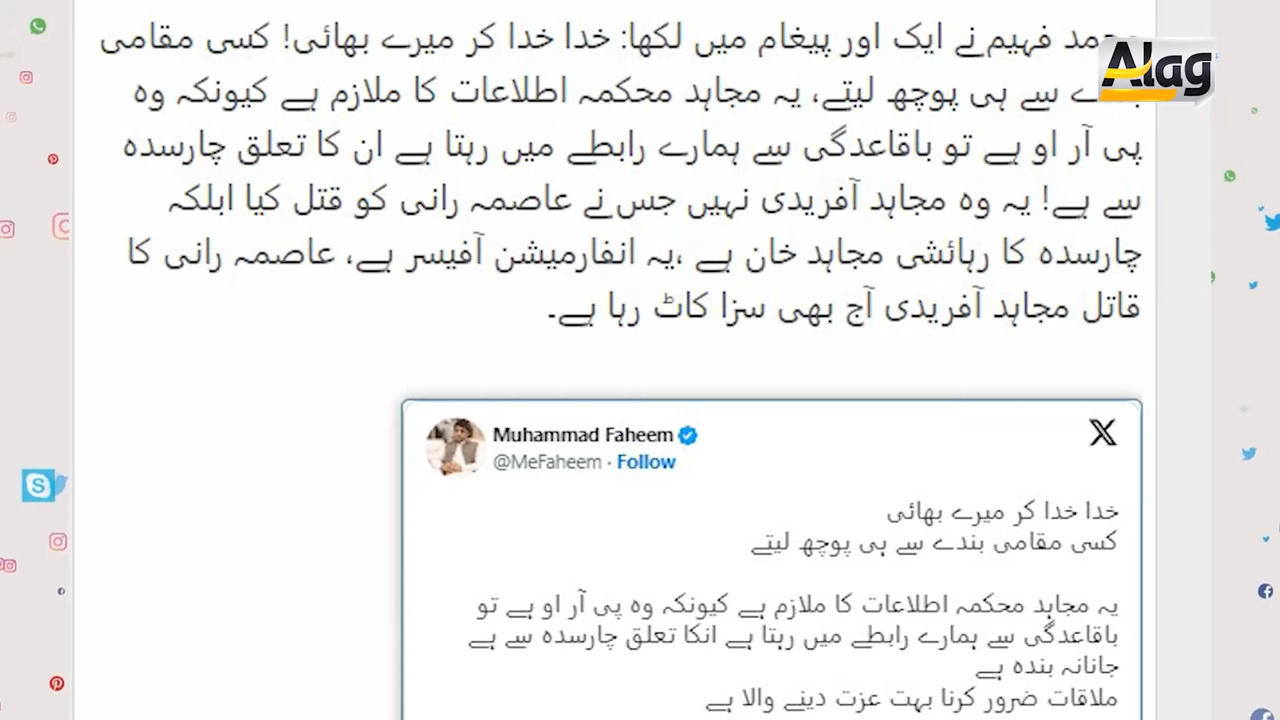 محمد فہیم نے ایک اور پیغام میں لکھا: خدا خدا کر میرے بھائی! کسی مقامی
سے ہی پوچھ لیتے، یہ مجاہد محکمہ اطلاعات کا ملازم ہے کیونکہ وہ
پی آر او ہے تو باقاعدگی سے ہمارے رابطے میں رہتا ہے ان کا تعلق چارسدہ
سے ہے! یہ وہ مجاہد آفریدی نہیں جس نے عاصمہ رانی کو قتل کیا ابلکہ
چارسدہ کا رہائشی مجاہد خان ہے ،یہ انفارمیشن آفیسر ہے، عاصمہ رانی کا
قاتل مجاہد آفریدی آج بھی سزا کاٹ رہا ہے۔
Alag
Muhammad Faheem
@MeFaheem · Follow
خدا خدا کر میرے بھائی
کسی مقامی بندے سے ہی پوچھ لیتے
یہ مجاہد محکمہ اطلاعات کا ملازم ہے کیونکہ وہ پی آر او ہے تو
باقاعدگی سے ہمارے رابطے میں رہتا ہے انکا تعلق چارسدہ سے ہے
جانانہ بندہ ہے
ملاقات ضرور کرنا بہت عزت دینے والا ہے